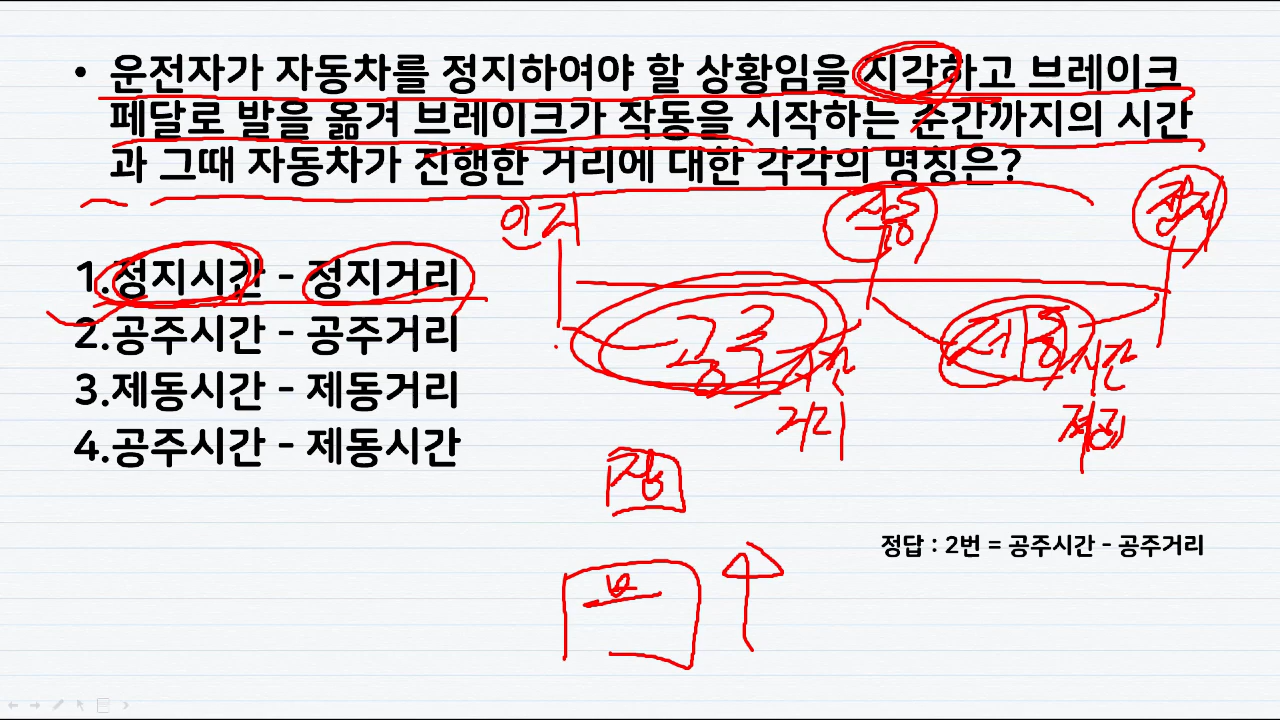 • 운전자가 자동차를 정지하여야 할 상황임을 지각하고 브레이크
페달로 발을 옮겨 브레이크가 작동을 시작하는 순간까지의 시간
과 그때 자동차가 진행한 거리에 대한 각각의 명칭은?
인지
작동
정지
1.정지시간 - 정지거리
2.공주시간 - 공주거리
3.제동시간 - 제동거리
4.공주시간 - 제동시간
공주
시간
거리
제동
시간
정답 : 2번 = 공주시간 - 공주거리